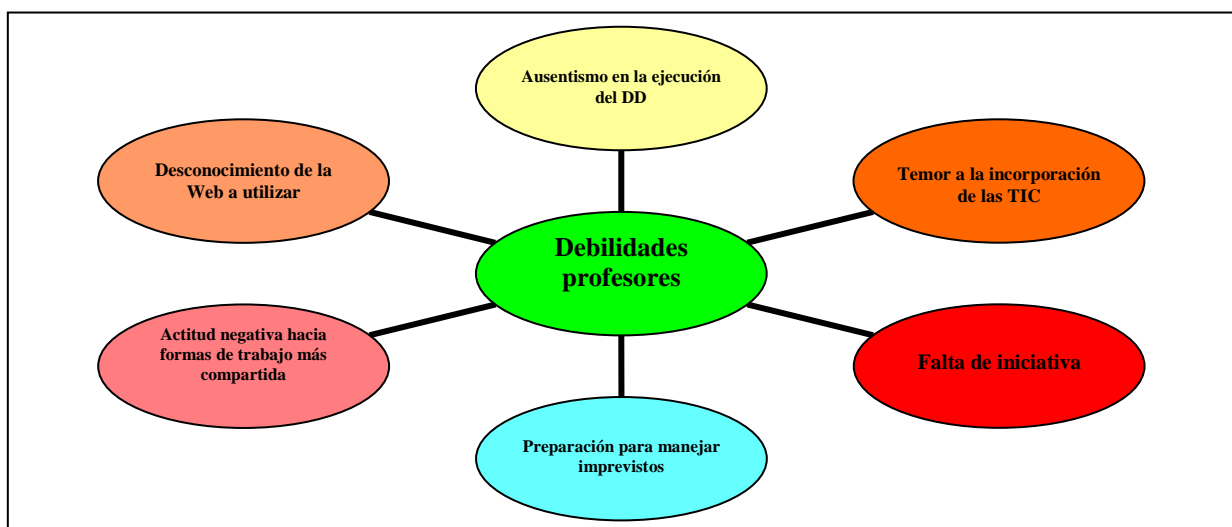 Ausentismo en la ejecución
del DD
Desconocimiento de la
Web a utilizar
Temor a la incorporación
de las TIC
Debilidades
profesores
Actitud negativa hacia
formas de trabajo más
compartida
Falta de iniciativa
Preparación para manejar
imprevistos